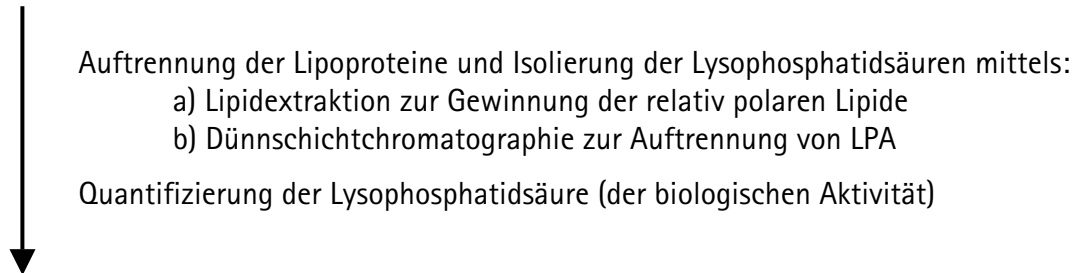 Auftrennung der Lipoproteine und Isolierung der Lysophosphatidsäuren mittels:
a) Lipidextraktion zur Gewinnung der relativ polaren Lipide
b) Dünnschichtchromatographie zur Auftrennung von LPA
Quantifizierung der Lysophosphatidsäure (der biologischen Aktivität)